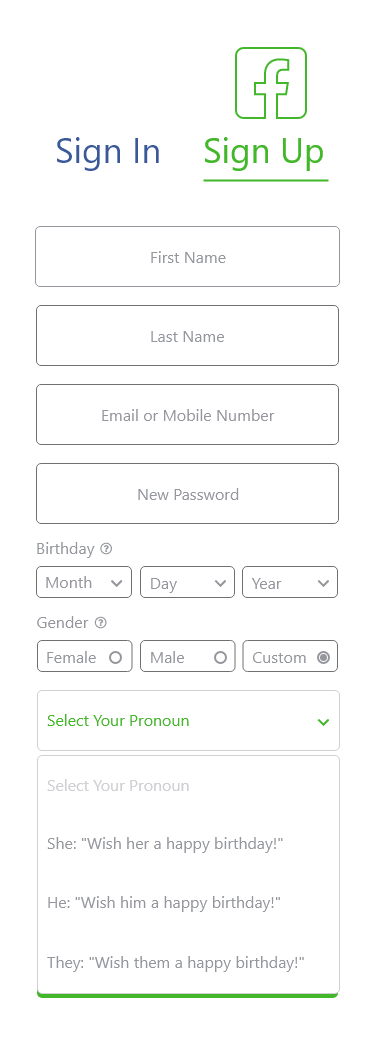 Sign In
Sign Up
First Name
Last Name
Email or Mobile Number
New Password
Birthday
Month
Day
Year
Gender
Female
Male
Custom
Select Your Pronoun
Select Your Pronoun
She: "Wish her a happy birthday!"
He: "Wish him a happy birthday!"
They: "Wish them a happy birthday!"